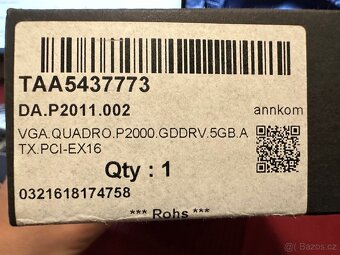 TAA5437773
DA.P2011.002
annkom
VGA.QUADRO.P2000.GDDRV.5GB.A
TX.PCI-EX16
Qty : 1
0321618174758
*** Rohs ***
Bazos.cz